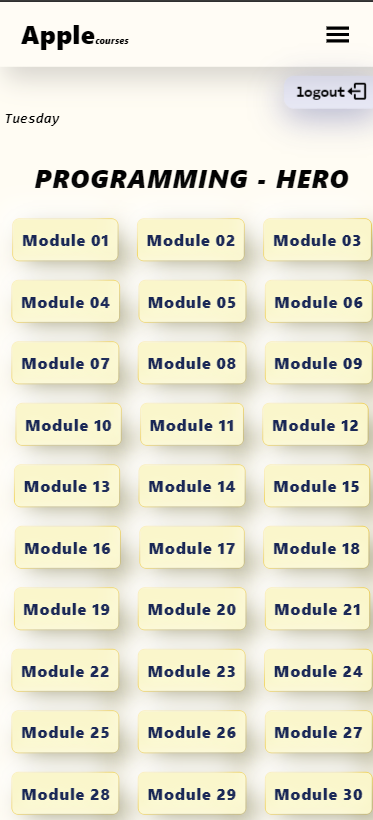 Apple courses
logout
Tuesday
PROGRAMMING - HERO
Module 01 Module 02 Module 03
Module 04 Module 05 Module 06
Module 07 Module 08 Module 09
Module 10 Module 11 Module 12
Module 13 Module 14 Module 15
Module 16 Module 17 Module 18
Module 19 Module 20 Module 21
Module 22 Module 23 Module 24
Module 25 Module 26 Module 27
Module 28 Module 29 Module 30